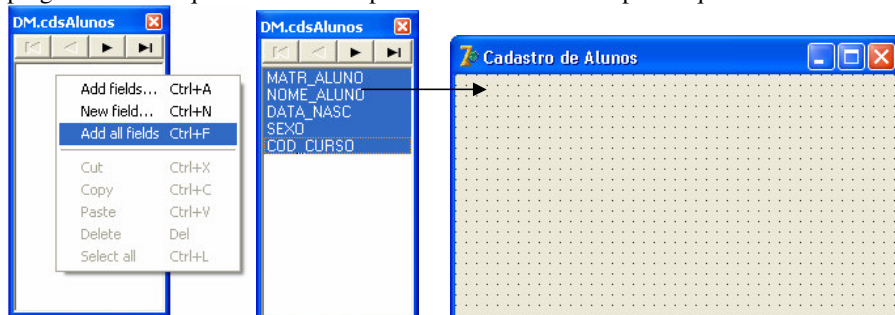 DM.cdsAlunos
Add fields... Ctrl+A
New field... Ctrl+N
Add all fields Ctrl+F
Cut Ctrl+X
Copy Ctrl+C
Paste Ctrl+V
Delete Del
Select all Ctrl+L
DM.cdsAlunos
MATR_ALUNO
NOME_ALUNO
DATA_NASC
SEXO
COD_CURSO
Cadastro de Alunos